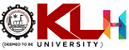 KLH
(DEEMED TO BE UNIVERSITY)